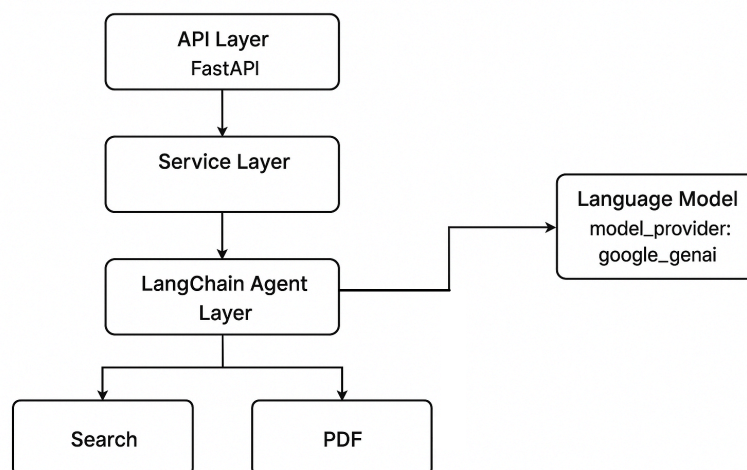 API Layer
FastAPI
Service Layer
Language Model
model_provider:
google_genai
LangChain Agent
Layer
Search
PDF